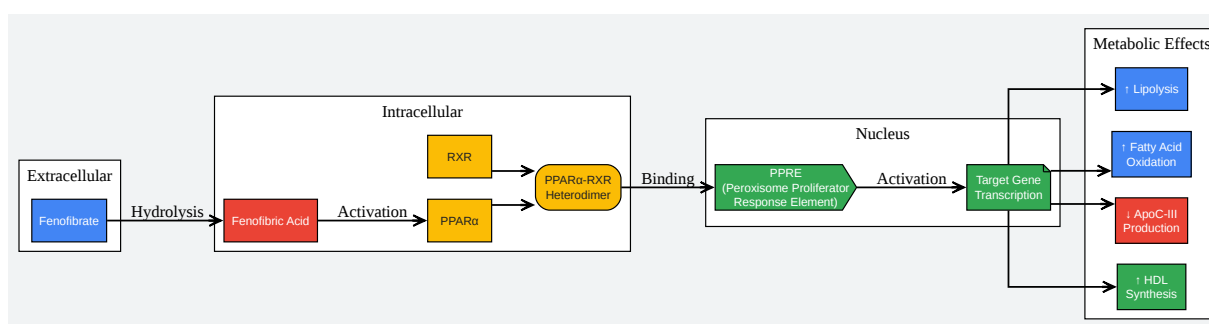 Extracellular
Fenofibrate
Hydrolysis
Intracellular
Fenofibric Acid
Activation
RXR
PPARα
PPARα-RXR
Heterodimer
Binding
Nucleus
PPRE
(Peroxisome Proliferator
Response Element)
Activation
Target Gene
Transcription
Metabolic Effects
↑ Lipolysis
↑ Fatty Acid
Oxidation
↓ ApoC-III
Production
↑ HDL
Synthesis